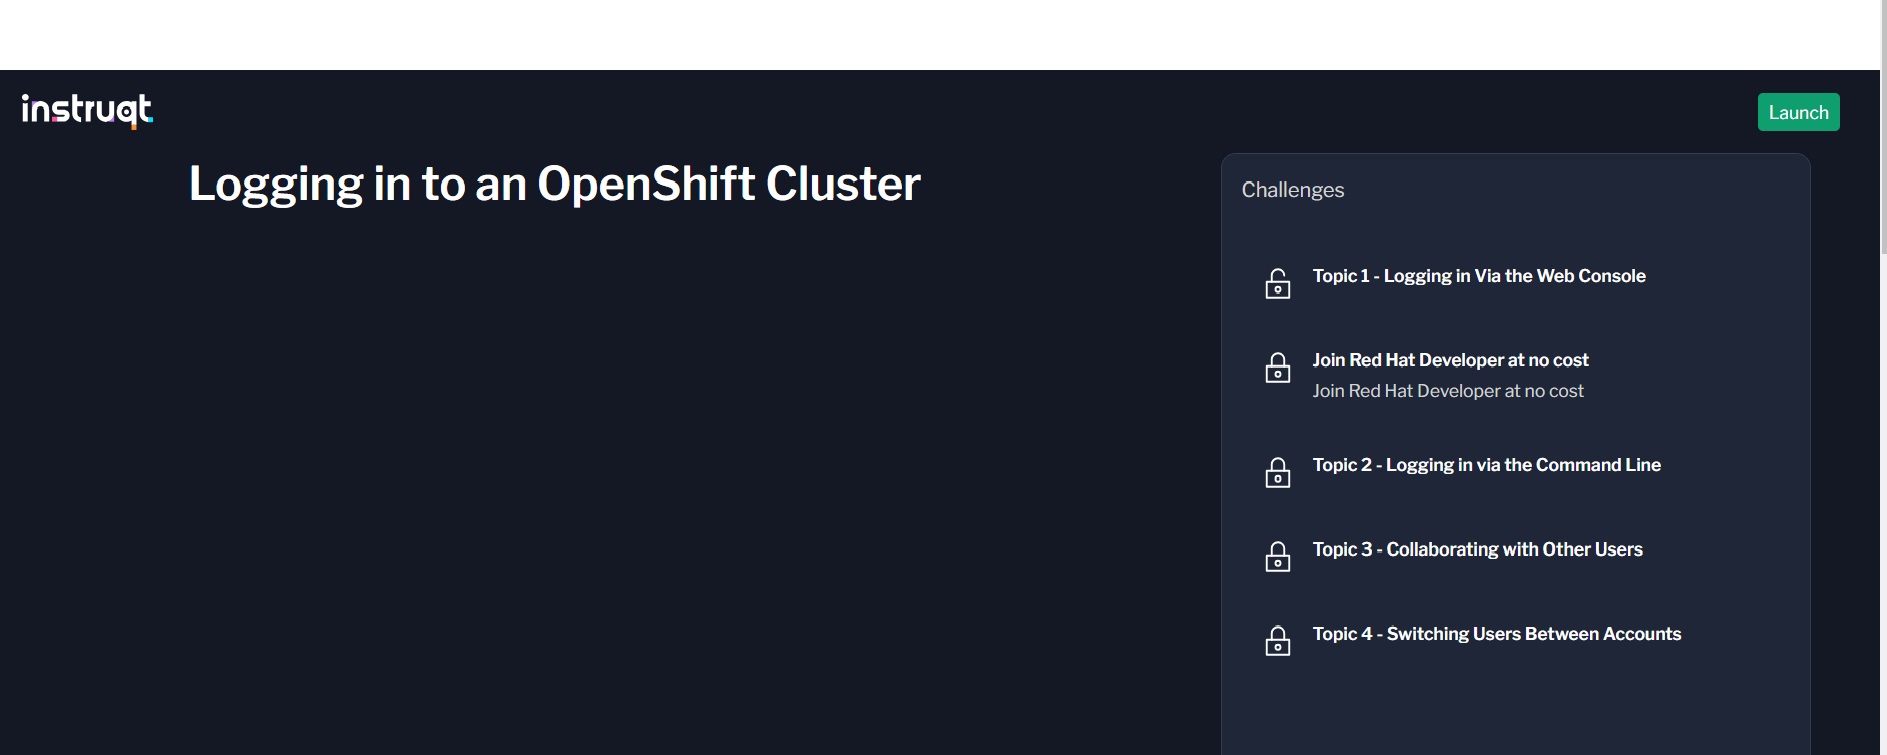 instruqt
Launch
Logging in to an OpenShift Cluster
Challenges
Topic 1 - Logging in Via the Web Console
Join Red Hat Developer at no cost
Join Red Hat Developer at no cost
Topic 2 - Logging in via the Command Line
Topic 3 - Collaborating with Other Users
Topic 4 - Switching Users Between Accounts